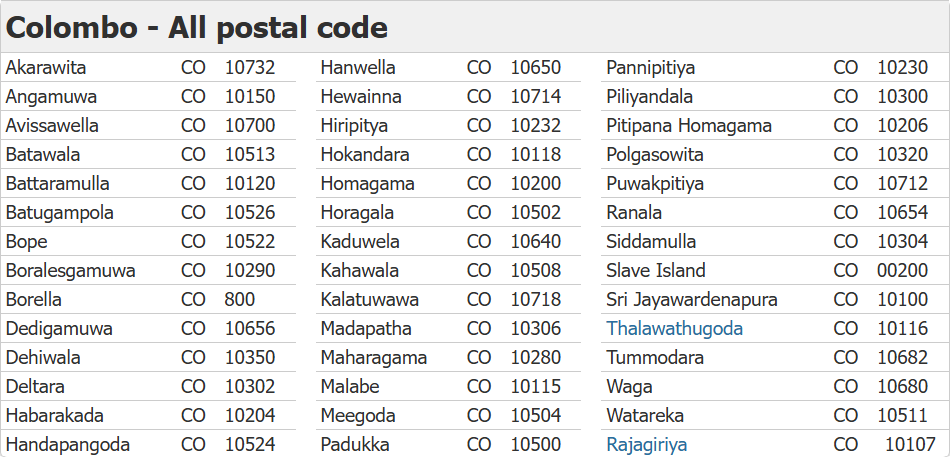 Colombo - All postal code
Akarawita CO 10732 Hanwella CO 10650 Pannipitiya CO 10230
Angamuwa CO 10150 Hewainna CO 10714 Piliyandala CO 10300
Avissawella CO 10700 Hiripitya CO 10232 Pitipana Homagama CO 10206
Batawala CO 10513 Hokandara CO 10118 Polgasowita CO 10320
Battaramulla CO 10120 Homagama CO 10200 Puwakpitiya CO 10712
Batugampola CO 10526 Horagala CO 10502 Ranala CO 10654
Bope CO 10522 Kaduwela CO 10640 Siddamulla CO 10304
Boralesgamuwa CO 10290 Kahawala CO 10508 Slave Island CO 00200
Borella CO 800 Kalatuwawa CO 10718 Sri Jayawardenapura CO 10100
Dedigamuwa CO 10656 Madapatha CO 10306 Thalawathugoda CO 10116
Dehiwala CO 10350 Maharagama CO 10280 Tummodara CO 10682
Deltara CO 10302 Malabe CO 10115 Waga CO 10680
Habarakada CO 10204 Meegoda CO 10504 Watareka CO 10511
Handapangoda CO 10524 Padukka CO 10500 Rajagiriya CO 10107